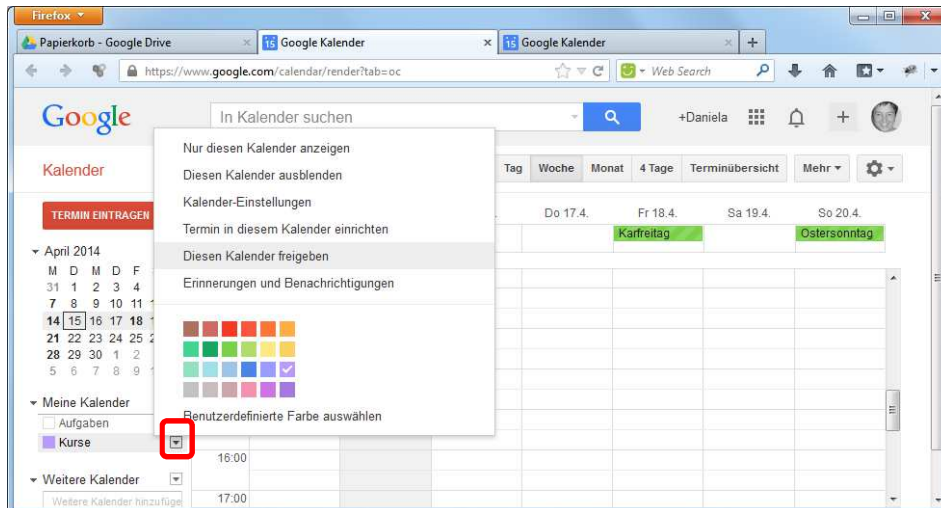 Firefox
Papierkorb - Google Drive × Google Kalender × Google Kalender × +
https://www.google.com/calendar/render?tab=oc Web Search
Google In Kalender suchen +Daniela
Kalender Tag Woche Monat 4 Tage Terminübersicht Mehr
TERMIN EINTRAGEN
Nur diesen Kalender anzeigen
Diesen Kalender ausblenden
Kalender-Einstellungen
Termin in diesem Kalender einrichten
Diesen Kalender freigeben
Erinnerungen und Benachrichtigungen
Benutzerdefinierte Farbe auswählen
Do 17.4. Fr 18.4. Sa 19.4. So 20.4.
Karfreitag Ostersonntag
April 2014
M D M D F
31 1 2 3 4
7 8 9 10 11
14 15 16 17 18
21 22 23 24 25
28 29 30 1 2
5 6 7 8 9
Meine Kalender
Aufgaben
Kurse
16:00
Weitere Kalender
Weitere Kalender hinzufüge
17:00